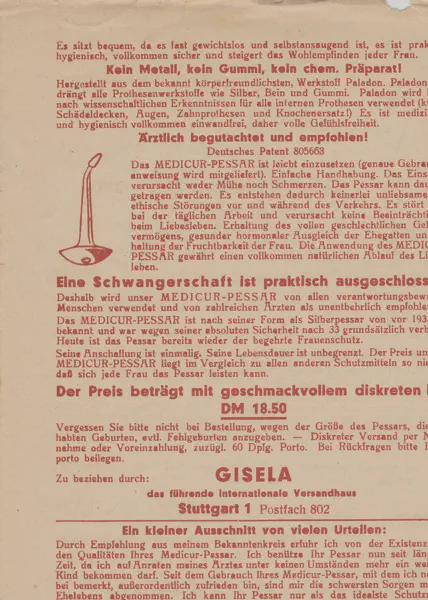 Es sitzt bequem, da es fast gewichtslos und selbstansaugend ist, es ist prak
hygienisch, vollkommen sicher und steigert das Wohlempfinden jeder Frau.
Kein Metall, kein Gummi, kein chem. Präparat!
Hergestellt aus dem bekannt körperfreundlichsten, Werkstoff Paladon. Paladon
drängt alle Prothesenwerkstoffe wie Silber, Bein und Gummi. Paladon wird
nach wissenschaftlichen Erkenntnissen für alle internen Prothesen verwendet (k
Schädeldecken, Augen, Zahnprothesen und Knochenersatz!) Es ist medizi
und hygienisch vollkommen einwandfrei, daher volle Gefühlsfreiheit.
Ärztlich begutachtet und empfohlen!
Deutsches Patent 805663
Das MEDICUR-PESSAR ist leicht einzusetzen (genaue Gebrau
anweisung wird mitgeliefert). Einfache Handhabung. Das Eins
verursacht weder Mühe noch Schmerzen. Das Pessar kann dau
getragen werden. Es entstehen dadurch keinerlei unliebsame
ethische Störungen vor und während des Verkehrs. Es stört
bei der täglichen Arbeit und verursacht keine Beeinträchti
beim Liebesleben. Erhaltung des vollen geschlechtlichen Gef
vermögens, gesunder hormonaler Ausgleich der Ehegatten un
haltung der Fruchtbarkeit der Frau. Die Anwendung des MEDIC
PESSAR gewährt einen vollkommen natürlichen Ablauf des Li
leben.
Eine Schwangerschaft ist praktisch ausgeschloss
Deshalb wird unser MEDICUR-PESSAR von allen verantwortungsbew
Menschen verwendet und von zahlreichen Ärzten als unentbehrlich empfohle
Das MEDICUR-PESSAR ist nach seiner Form als Silberpessar von vor 193
bekannt und war wegen seiner absoluten Sicherheit nach 33 grundsätzlich verb
Heute ist das Pessar bereits wieder der begehrte Frauenschutz.
Seine Anschaffung ist einmalig. Seine Lebensdauer ist unbegrenzt. Der Preis un
MEDICUR-PESSAR liegt im Vergleich zu allen anderen Schutzmitteln so nie
daß sich jede Frau das Pessar leisten kann.
Der Preis beträgt mit geschmackvollem diskreten
DM 18.50
Vergessen Sie bitte nicht bei Bestellung, wegen der Größe des Pessars, die
habten Geburten, evtl. Fehlgeburten anzugeben. — Diskreter Versand per N
nahme oder Voreinzahlung, zuzügl. 60 Dpfg. Porto. Bei Rückfragen bitte
porto beilegen.
Zu beziehen durch: GISELA
das führende internationale Versandhaus
Stuttgart 1 Postfach 802
Ein kleiner Ausschnitt von vielen Urteilen:
Durch Empfehlung aus meinem Bekanntenkreis erfuhr ich von der Existenz
den Qualitäten Ihres Medicur-Pessar. Ich benütze Ihr Pessar nun seit läng
Zeit, da ich auf Anraten meines Arztes unter keinen Umständen mehr ein we
Kind bekommen darf. Seit dem Gebrauch Ihres Medicur-Pessar, mit dem ich n
bei bemerkt, außerordentlich zufrieden bin, sind mir die schwersten Sorgen m
Ehelebens abgenommen. Ich kann Ihr Pessar nur als das idealste Schutzm